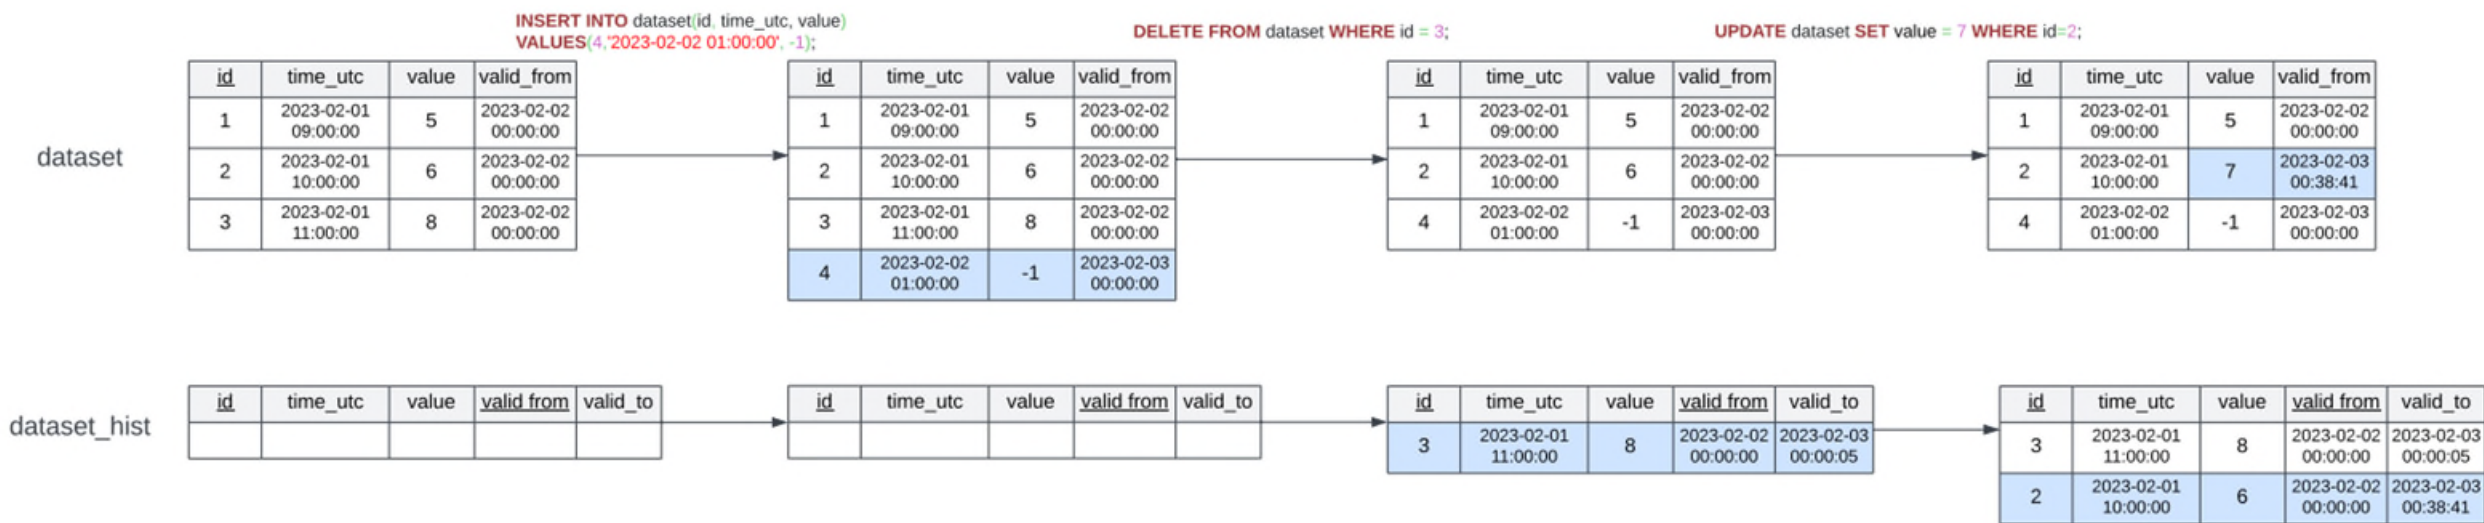 INSERT INTO dataset(id, time_utc, value)
VALUES(4,'2023-02-02 01:00:00', -1);
DELETE FROM dataset WHERE id = 3;
UPDATE dataset SET value = 7 WHERE id=2;
dataset
id time_utc value valid_from
1 2023-02-01 09:00:00 5 2023-02-02 00:00:00
2 2023-02-01 10:00:00 6 2023-02-02 00:00:00
3 2023-02-01 11:00:00 8 2023-02-02 00:00:00
id time_utc value valid_from
1 2023-02-01 09:00:00 5 2023-02-02 00:00:00
2 2023-02-01 10:00:00 6 2023-02-02 00:00:00
3 2023-02-01 11:00:00 8 2023-02-02 00:00:00
4 2023-02-02 01:00:00 -1 2023-02-03 00:00:00
id time_utc value valid_from
1 2023-02-01 09:00:00 5 2023-02-02 00:00:00
2 2023-02-01 10:00:00 6 2023-02-02 00:00:00
4 2023-02-02 01:00:00 -1 2023-02-03 00:00:00
id time_utc value valid_from
1 2023-02-01 09:00:00 5 2023-02-02 00:00:00
2 2023-02-01 10:00:00 7 2023-02-03 00:38:41
4 2023-02-02 01:00:00 -1 2023-02-03 00:00:00
dataset_hist
id time_utc value valid from valid_to
id time_utc value valid from valid_to
id time_utc value valid from valid_to
3 2023-02-01 11:00:00 8 2023-02-02 00:00:00 2023-02-03 00:00:05
id time_utc value valid from valid_to
3 2023-02-01 11:00:00 8 2023-02-02 00:00:00 2023-02-03 00:00:05
2 2023-02-01 10:00:00 6 2023-02-02 00:00:00 2023-02-03 00:38:41